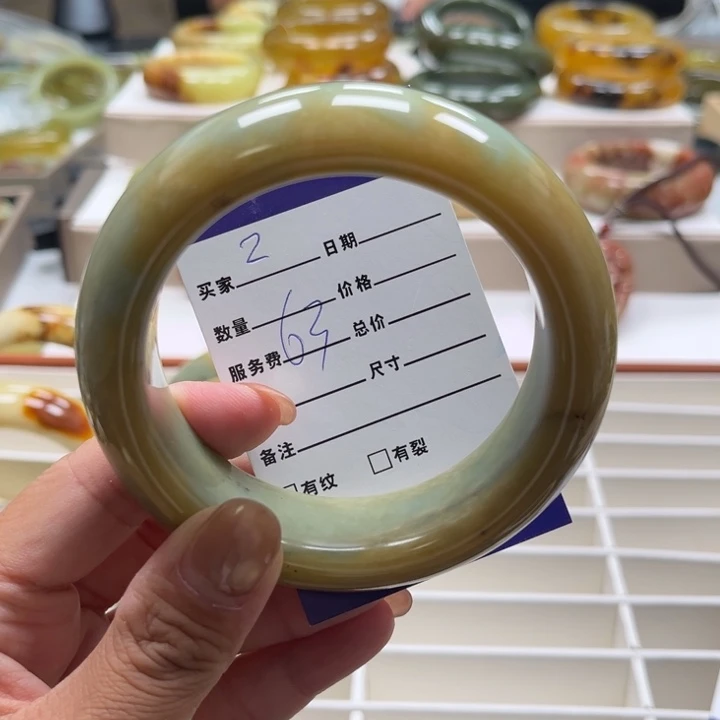 买家 2 日期
数量 价格
服务费 63 总价
尺寸
备注
有纹 □有裂